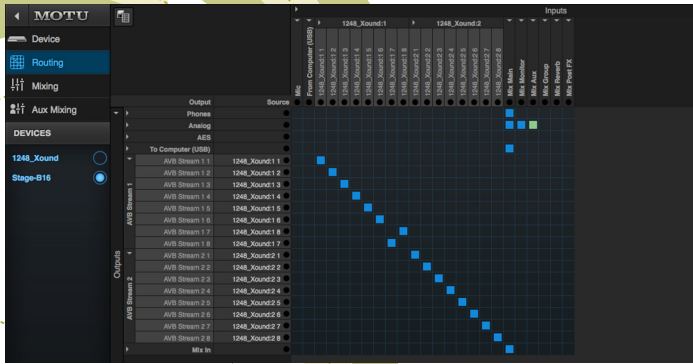 MOTU
Device
Routing
Mixing
Aux Mixing
DEVICES
1248_Xound
Stage-B16
Inputs
1248_Xound:1
1248_Xound:2
Mic
From Computer (USB)
1248_Xound:1 1
1248_Xound:1 2
1248_Xound:1 3
1248_Xound:1 4
1248_Xound:1 5
1248_Xound:1 6
1248_Xound:1 7
1248_Xound:1 8
1248_Xound:2 1
1248_Xound:2 2
1248_Xound:2 3
1248_Xound:2 4
1248_Xound:2 5
1248_Xound:2 6
1248_Xound:2 7
1248_Xound:2 8
Mix Main
Mix Monitor
Mix Aux
Mix Group
Mix Reverb
Mix Post FX
Output Source
Outputs
Phones
Analog
AES
To Computer (USB)
AVB Stream 1
AVB Stream 1 1 1248_Xound:1 1
AVB Stream 1 2 1248_Xound:1 2
AVB Stream 1 3 1248_Xound:1 3
AVB Stream 1 4 1248_Xound:1 4
AVB Stream 1 5 1248_Xound:1 5
AVB Stream 1 6 1248_Xound:1 6
AVB Stream 1 7 1248_Xound:1 8
AVB Stream 1 8 1248_Xound:1 7
AVB Stream 2
AVB Stream 2 1 1248_Xound:2 1
AVB Stream 2 2 1248_Xound:2 2
AVB Stream 2 3 1248_Xound:2 3
AVB Stream 2 4 1248_Xound:2 4
AVB Stream 2 5 1248_Xound:2 5
AVB Stream 2 6 1248_Xound:2 6
AVB Stream 2 7 1248_Xound:2 7
AVB Stream 2 8 1248_Xound:2 8
Mix In